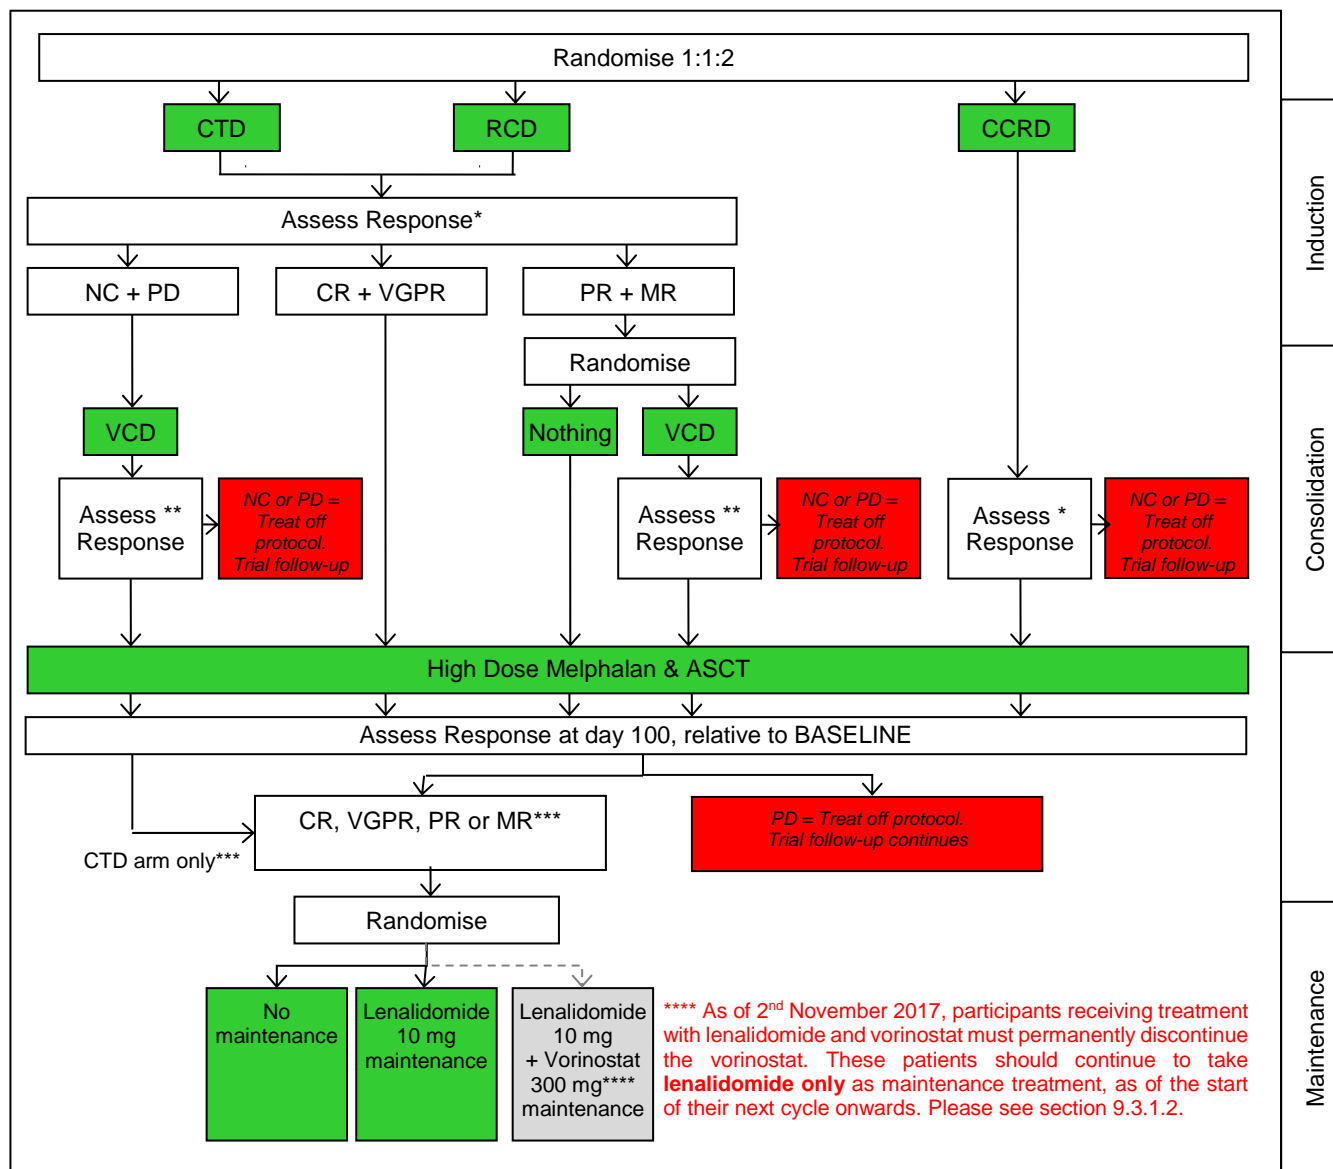 Randomise 1:1:2
CTD
RCD
CCRD
Induction
Assess Response*
NC + PD
CR + VGPR
PR + MR
Randomise
VCD
Nothing
VCD
Consolidation
Assess **
Response
NC or PD =
Treat off
protocol.
Trial follow-up
Assess **
Response
NC or PD =
Treat off
protocol.
Trial follow-up
Assess *
Response
NC or PD =
Treat off
protocol.
Trial follow-up
High Dose Melphalan & ASCT
Assess Response at day 100, relative to BASELINE
CR, VGPR, PR or MR***
PD = Treat off protocol.
Trial follow-up continues
CTD arm only***
Randomise
Maintenance
No
maintenance
Lenalidomide
10 mg
maintenance
Lenalidomide
10 mg
+ Vorinostat
300 mg****
maintenance
**** As of 2nd November 2017, participants receiving treatment
with lenalidomide and vorinostat must permanently discontinue
the vorinostat. These patients should continue to take
lenalidomide only as maintenance treatment, as of the start
of their next cycle onwards. Please see section 9.3.1.2.